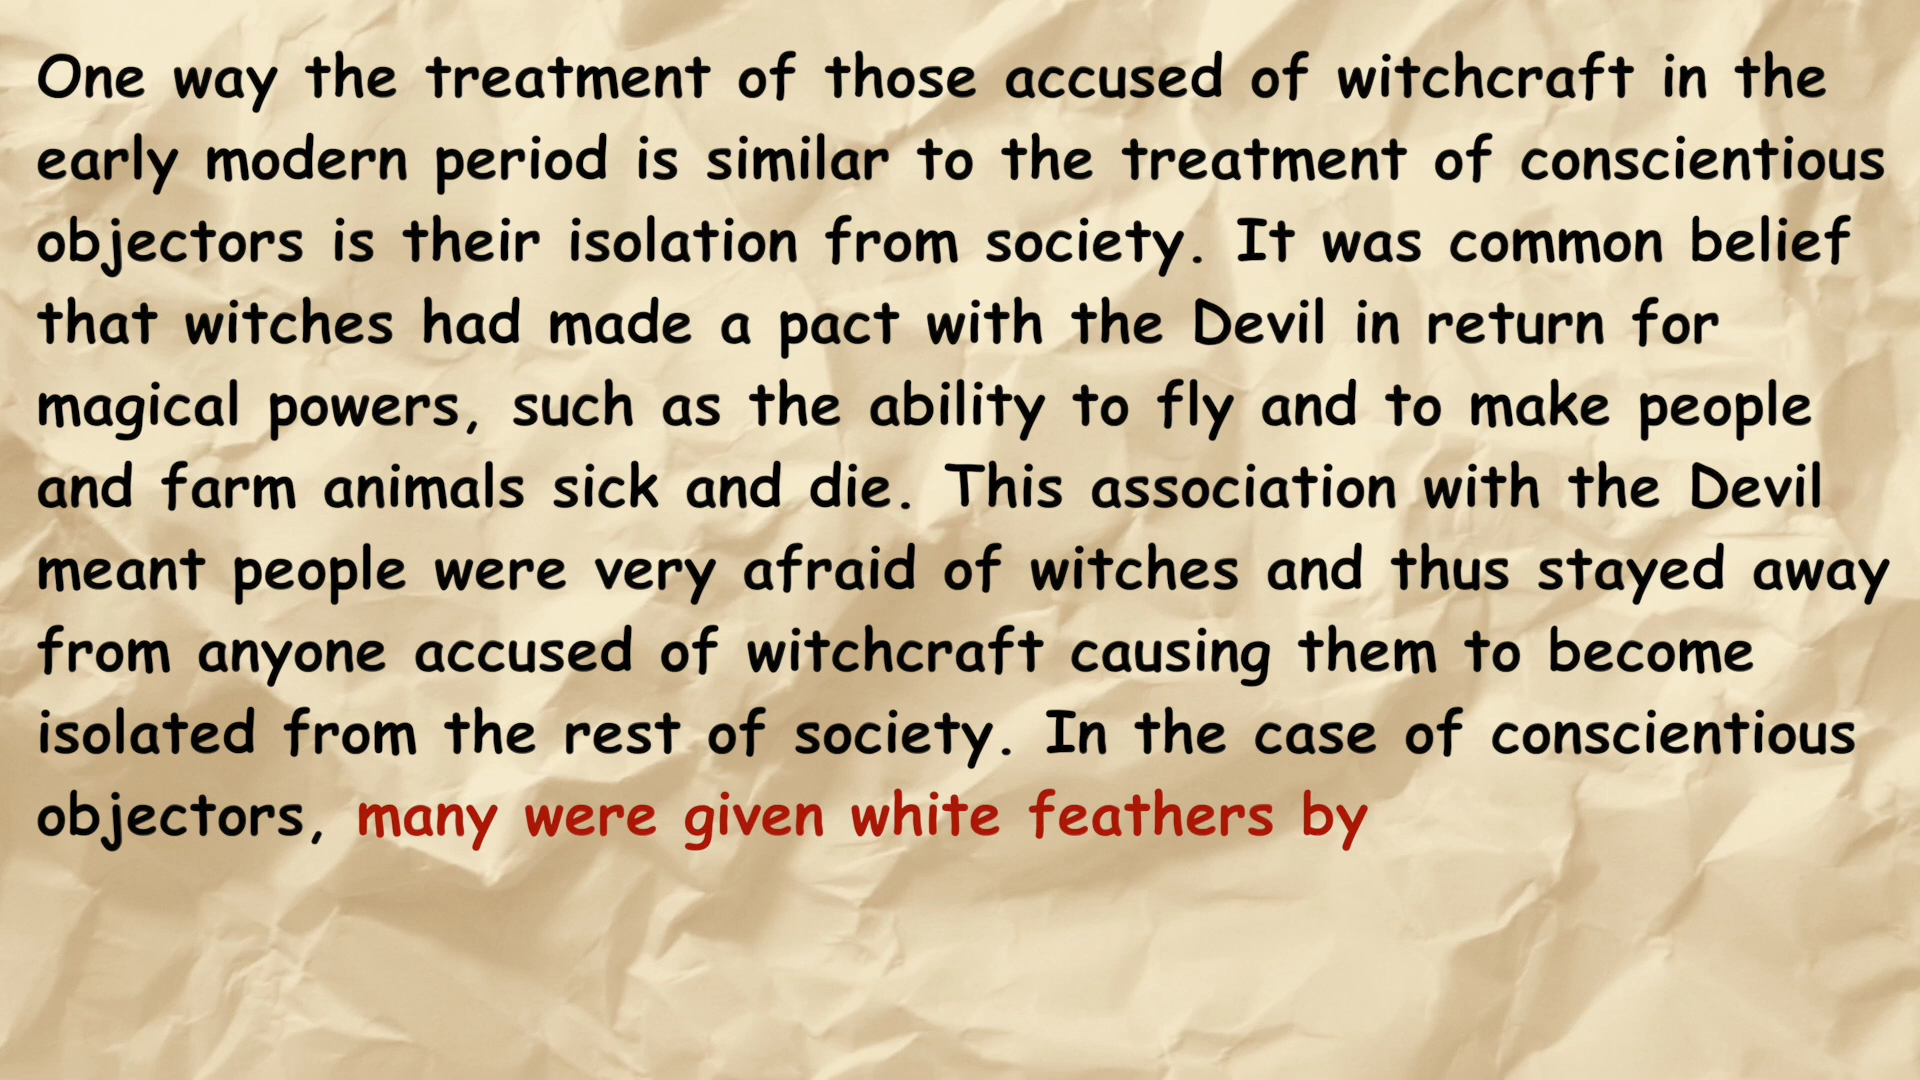 One way the treatment of those accused of witchcraft in the
early modern period is similar to the treatment of conscientious
objectors is their isolation from society. It was common belief
that witches had made a pact with the Devil in return for
magical powers, such as the ability to fly and to make people
and farm animals sick and die. This association with the Devil
meant people were very afraid of witches and thus stayed away
from anyone accused of witchcraft causing them to become
isolated from the rest of society. In the case of conscientious
objectors, many were given white feathers by